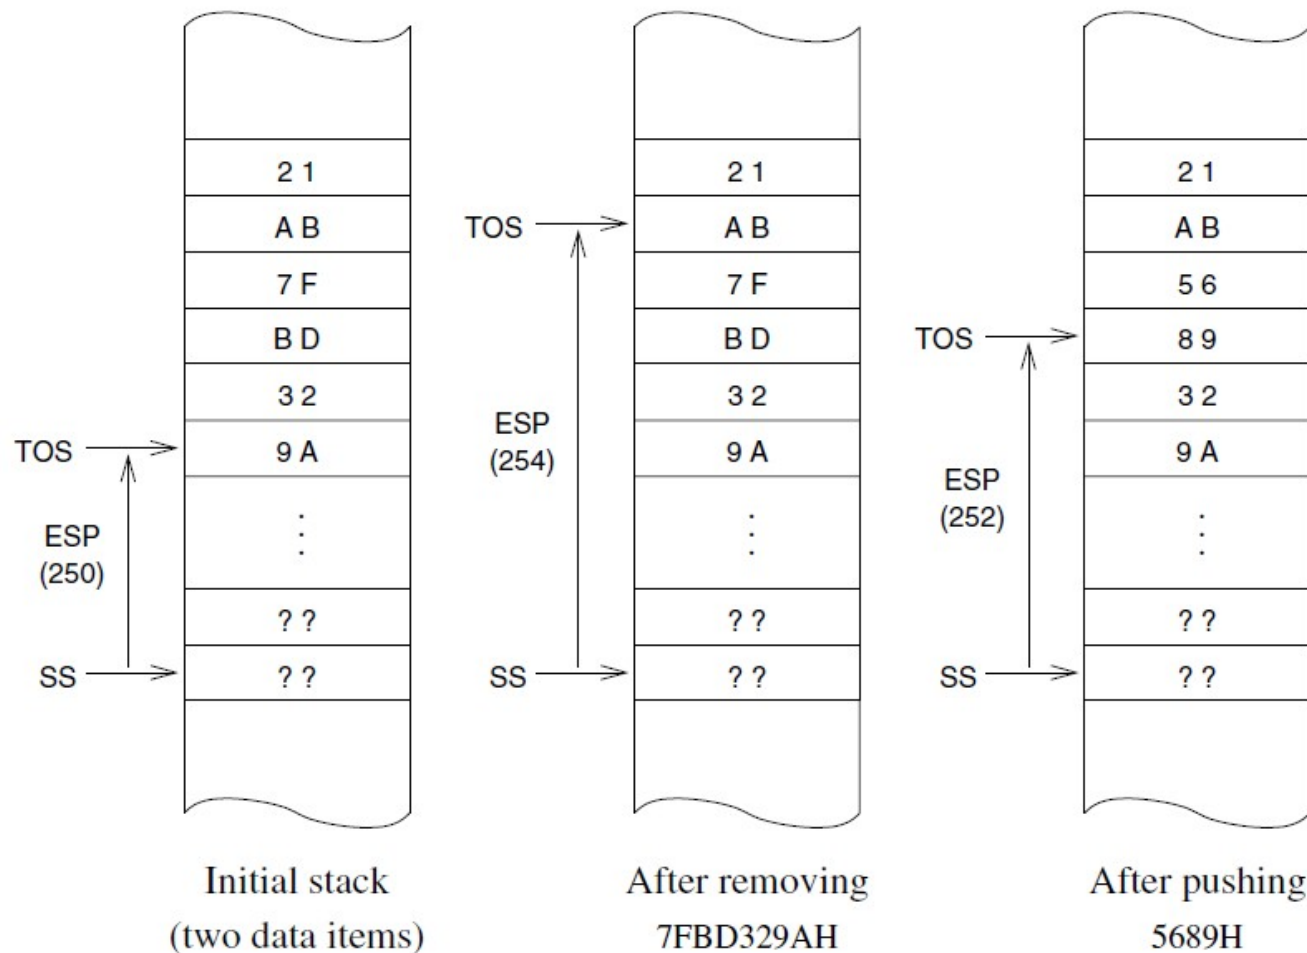 2 1
A B
7 F
B D
3 2
TOS
9 A
ESP
(250)
? ?
SS
? ?
Initial stack
(two data items)
2 1
TOS
A B
7 F
B D
3 2
ESP
(254)
9 A
? ?
SS
? ?
After removing
7FBD329AH
2 1
A B
5 6
TOS
8 9
3 2
9 A
ESP
(252)
? ?
SS
? ?
After pushing
5689H